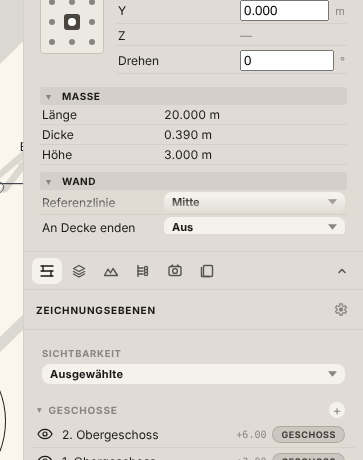 Y 0.000 m
Z —
Drehen 0 °
MASSE
Länge 20.000 m
Dicke 0.390 m
Höhe 3.000 m
WAND
Referenzlinie Mitte
An Decke enden Aus
ZEICHNUNGSEBENEN
SICHTBARKEIT
Ausgewählte
GESCHOSSE +
2. Obergeschoss +6.00 GESCHOSS